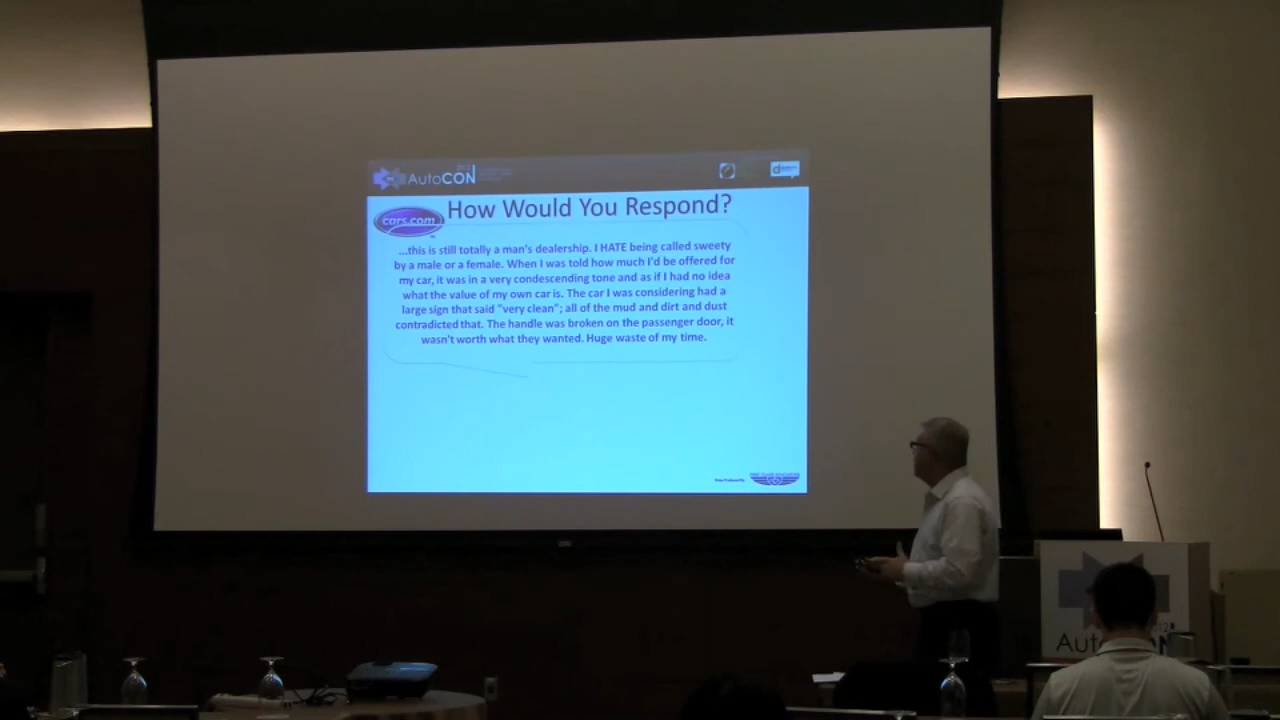 2012
AutoCON
cars.com
How Would You Respond?
...this is still totally a man's dealership. I HATE being called sweety
by a male or a female. When I was told how much I'd be offered for
my car, it was in a very condescending tone and as if I had no idea
what the value of my own car is. The car I was considering had a
large sign that said "very clean"; all of the mud and dirt and dust
contradicted that. The handle was broken on the passenger door, it
wasn't worth what they wanted. Huge waste of my time.